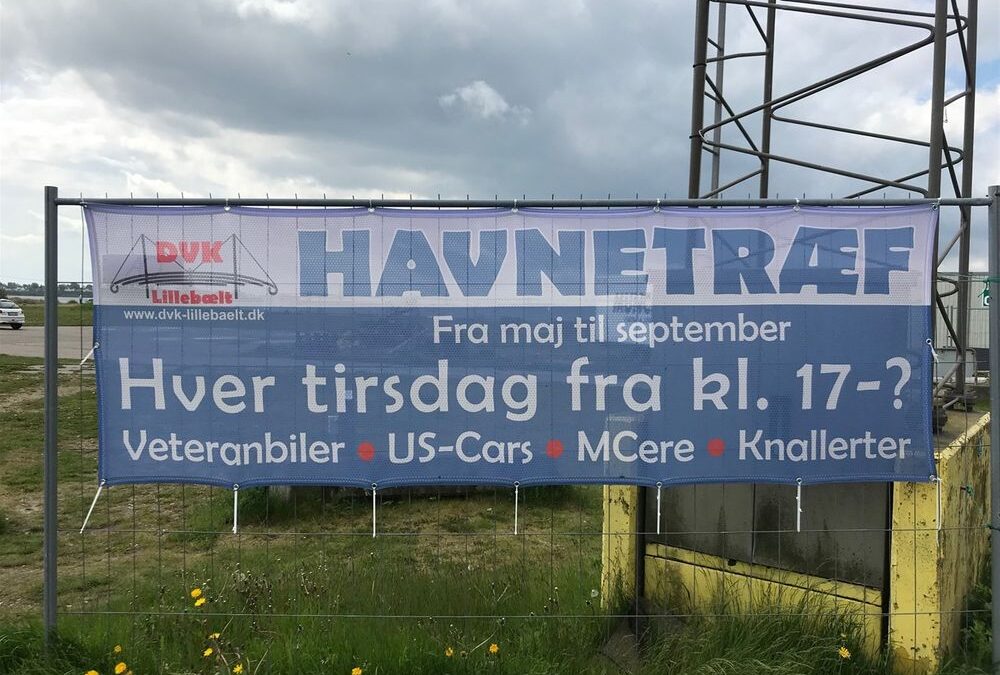 DVK
Lillebælt
HAVNETRÆF
www.dvk-lillebaelt.dk
Fra maj til september
Hver tirsdag fra kl. 17-?
Veteranbiler • US-Cars • MCere • Knallerter